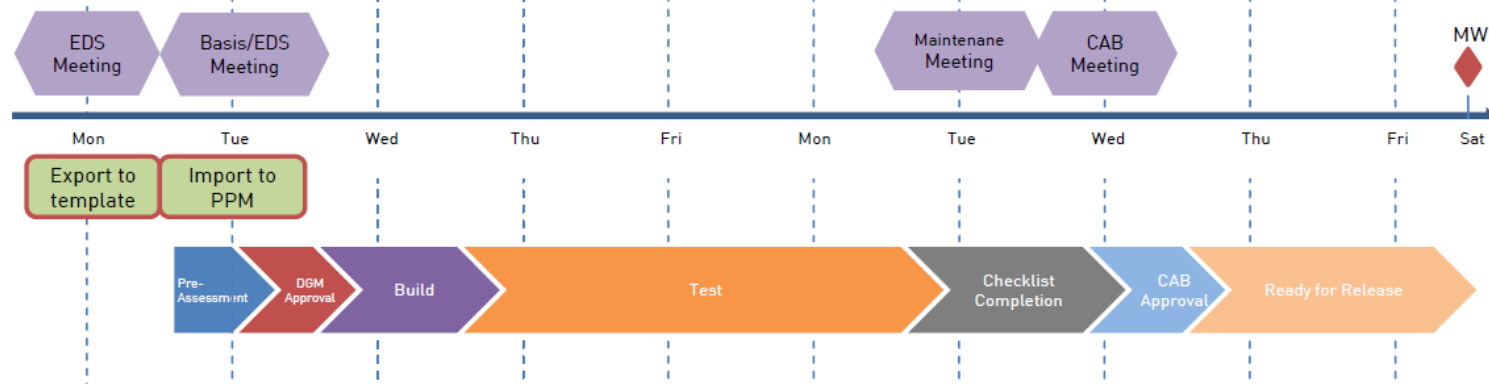 EDS
Meeting
Basis/EDS
Meeting
Maintenane
Meeting
CAB
Meeting
MW
Mon
Tue
Wed
Thu
Fri
Mon
Tue
Wed
Thu
Fri
Sat
Export to
template
Import to
PPM
Pre-
Assessment
DGM
Approval
Build
Test
Checklist
Completion
CAB
Approval
Ready for Release